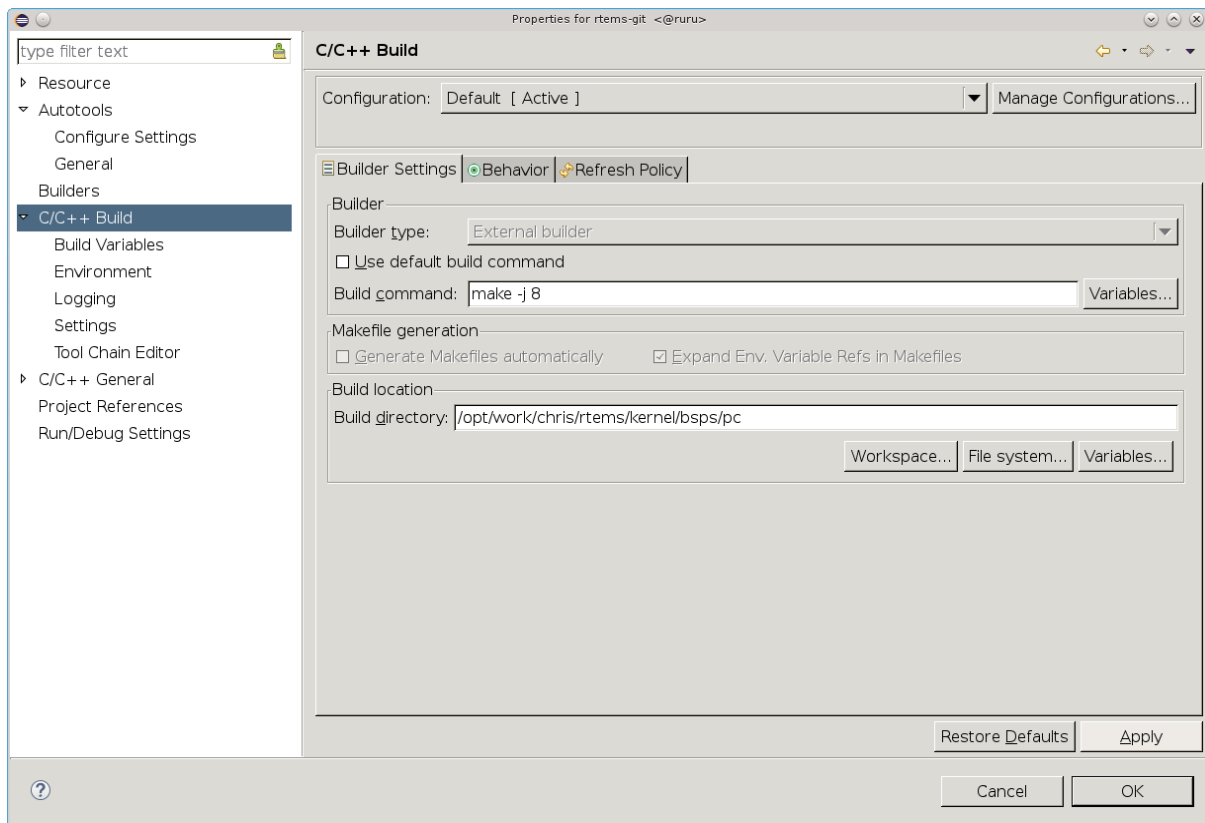 Properties for rtems-git <@ruru>
type filter text
Resource
Autotools
Configure Settings
General
Builders
C/C++ Build
Build Variables
Environment
Logging
Settings
Tool Chain Editor
C/C++ General
Project References
Run/Debug Settings
C/C++ Build
Configuration: Default [ Active ] Manage Configurations...
Builder Settings Behavior Refresh Policy
Builder
Builder type: External builder
Use default build command
Build command: make -j 8 Variables...
Makefile generation
Generate Makefiles automatically Expand Env. Variable Refs in Makefiles
Build location
Build directory: /opt/work/chris/rtems/kernel/bsps/pc
Workspace... File system... Variables...
Restore Defaults Apply
? Cancel OK